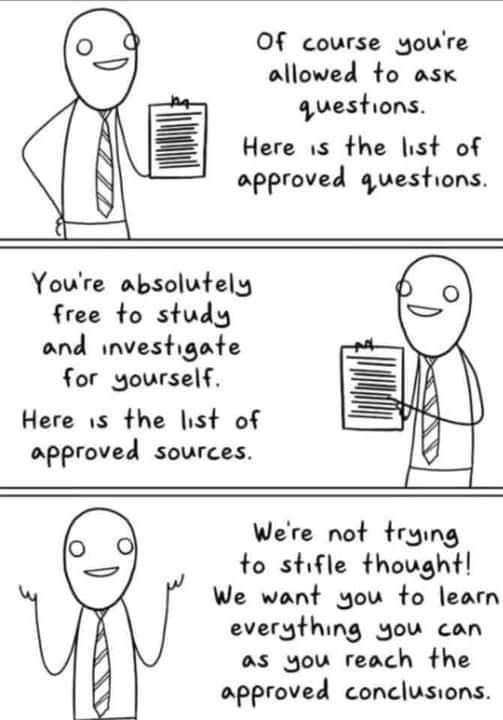 Of course you're
allowed to ask
questions.
Here is the list of
approved questions.
You're absolutely
free to study
and investigate
for yourself.
Here is the list of
approved sources.
We're not trying
to stifle thought!
We want you to learn
everything you can
as you reach the
approved conclusions.